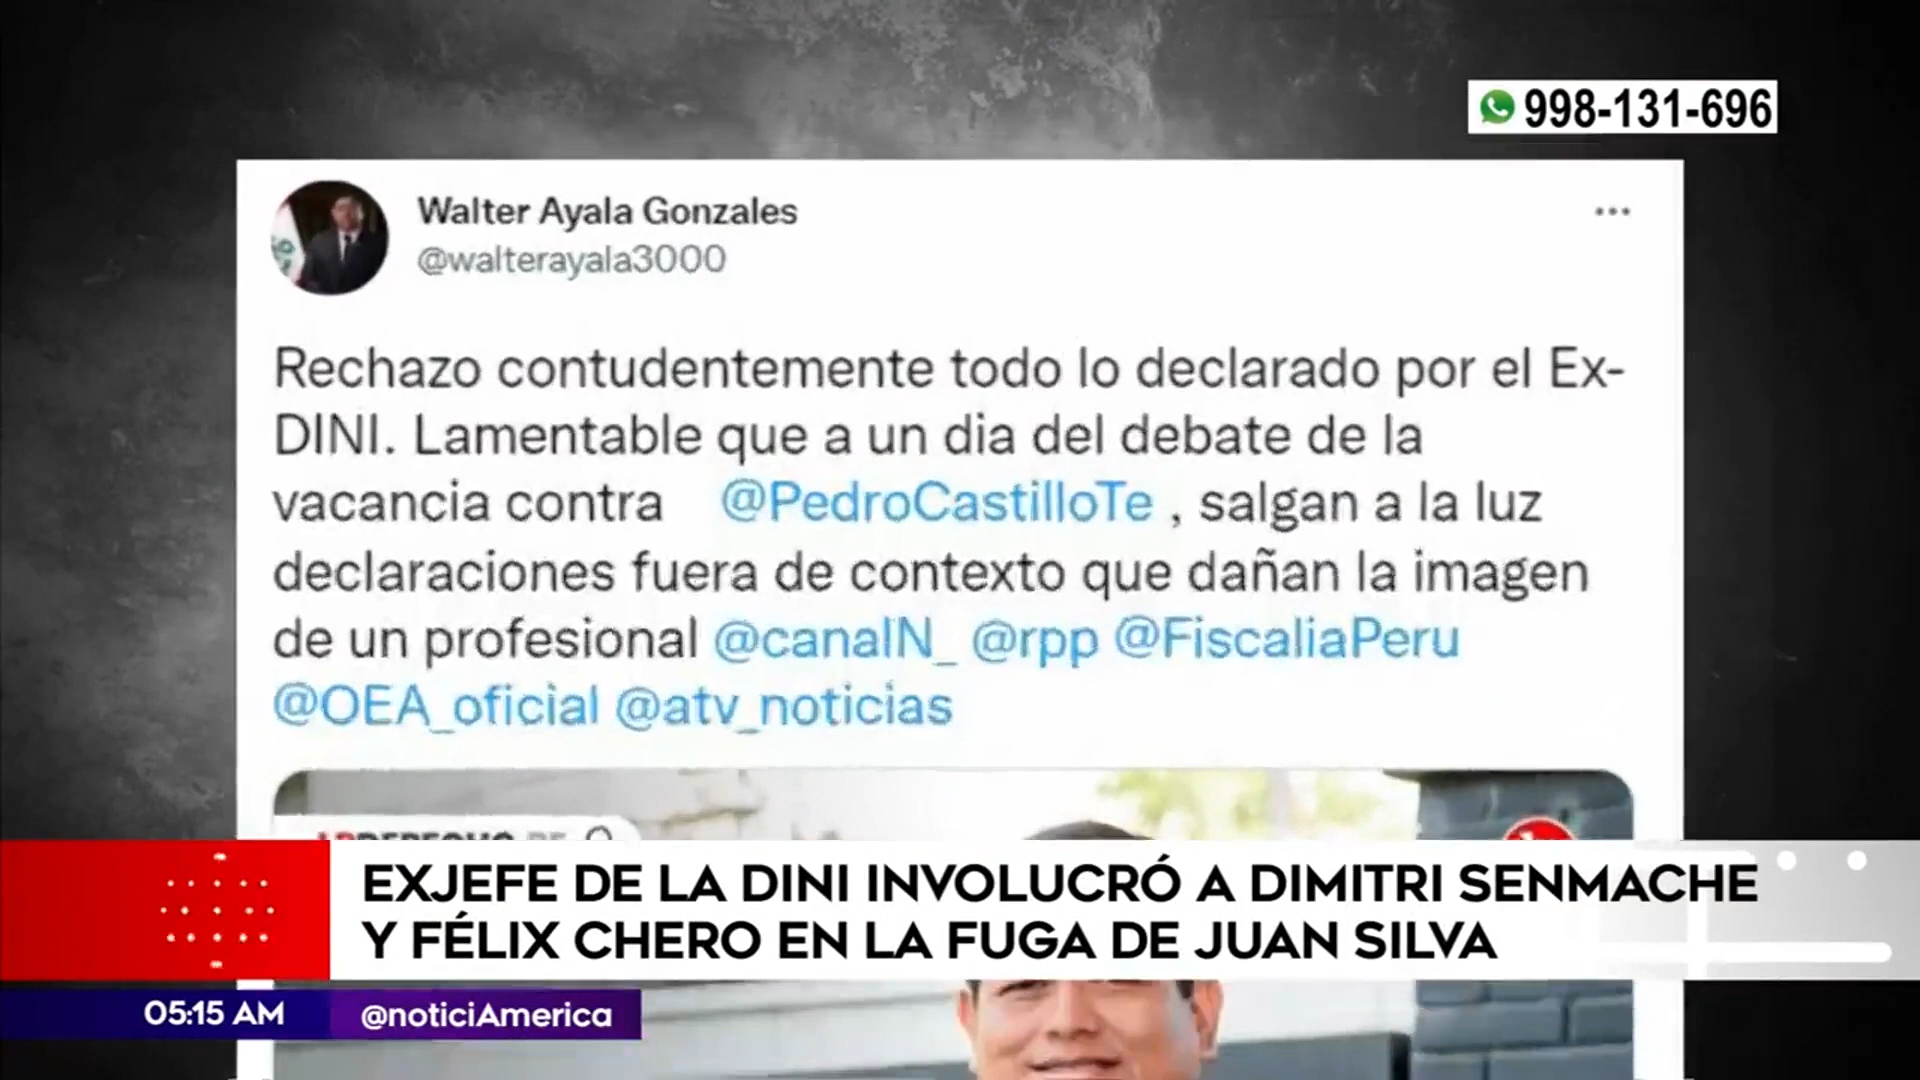 998-131-696
Walter Ayala Gonzales
@walterayala3000
Rechazo contudentemente todo lo declarado por el Ex-
DINI. Lamentable que a un dia del debate de la
vacancia contra @PedroCastilloTe , salgan a la luz
declaraciones fuera de contexto que dañan la imagen
de un profesional @canalN_ @rpp @FiscaliaPeru
@OEA_oficial @atv_noticias
EXJEFE DE LA DINI INVOLUCRÓ A DIMITRI SENMACHE
Y FÉLIX CHERO EN LA FUGA DE JUAN SILVA
05:15 AM @noticiAmerica